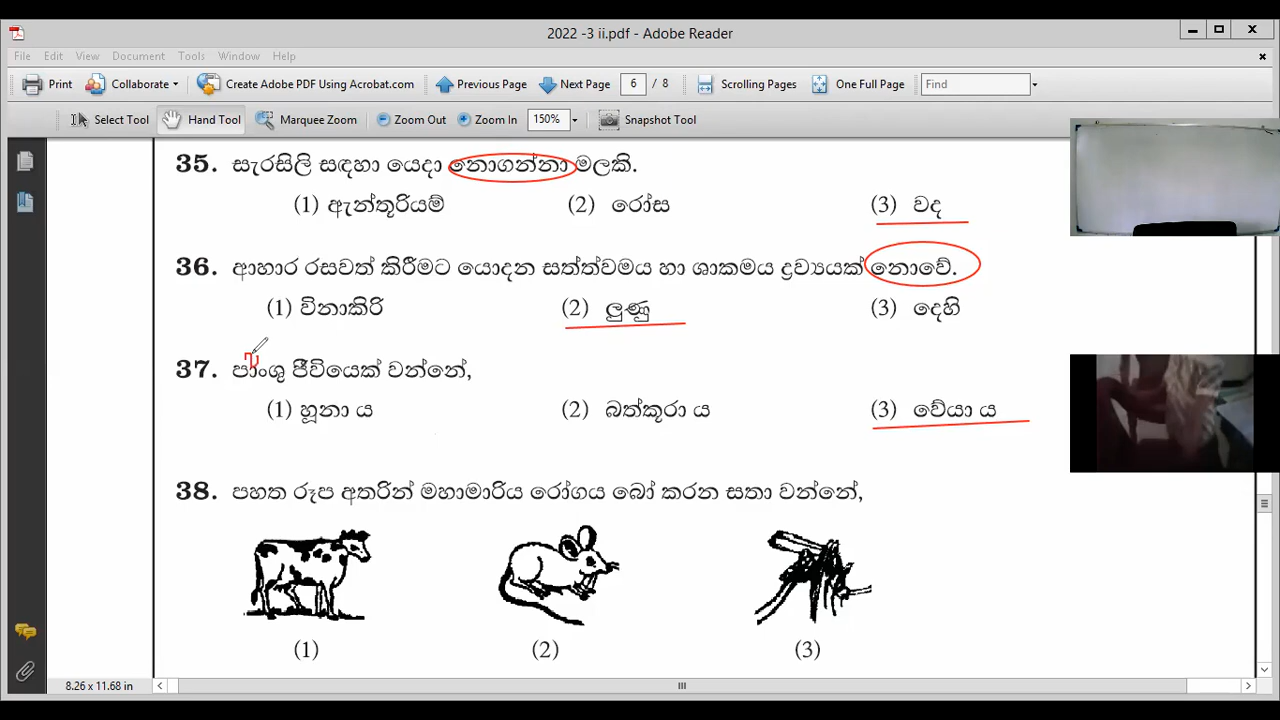 2022 -3 ii.pdf - Adobe Reader
File Edit View Document Tools Window Help
Print Collaborate Create Adobe PDF Using Acrobat.com Previous Page Next Page 6 / 8 Scrolling Pages One Full Page Find
Select Tool Hand Tool Marquee Zoom Zoom Out Zoom In 150% Snapshot Tool
35. සැරසිලි සඳහා යෙදා නොගන්නා මලකි.
(1) ඇන්තූරියම් (2) රෝස (3) වද
36. ආහාර රසවත් කිරීමට යොදන සත්ත්වමය හා ශාකමය ද්‍රව්‍යයක් නොවේ.
(1) විනාකිරි (2) ලුණු (3) දෙහි
37. පාංශු ජීවියෙක් වන්නේ,
(1) හූනා ය (2) බත්කූරා ය (3) වේයා ය
38. පහත රූප අතරින් මහාමාරිය රෝගය බෝ කරන සතා වන්නේ,
(1) (2) (3)
8.26 x 11.68 in